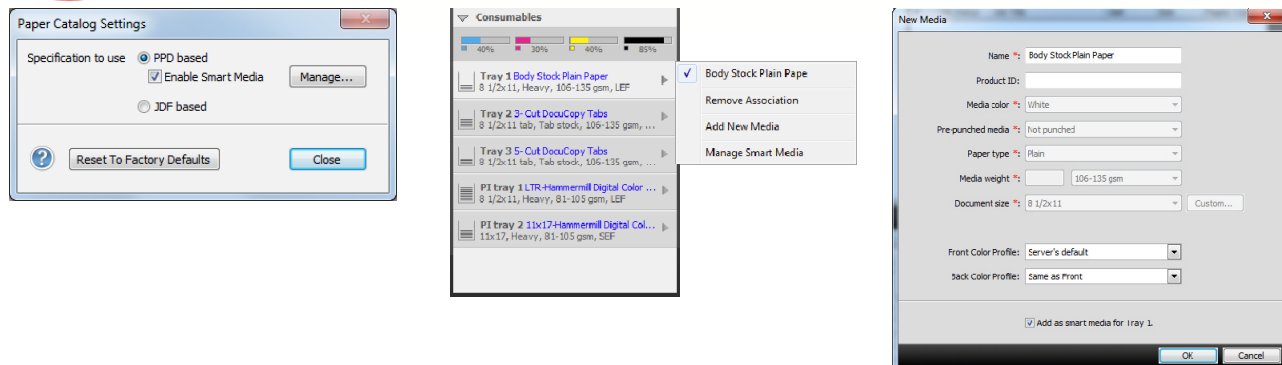 Paper Catalog Settings
Specification to use
PPD based
Enable Smart Media
Manage...
JDF based
Reset To Factory Defaults
Close
Consumables
40% 30% 40% 85%
Tray 1 Body Stock Plain Paper
8 1/2x11, Heavy, 106-135 gsm, LEF
Tray 2 3- Cut DocuCopy Tabs
8 1/2x11 tab, Tab stock, 106-135 gsm, ...
Tray 3 5- Cut DocuCopy Tabs
8 1/2x11 tab, Tab stock, 106-135 gsm, ...
PI tray 1 LTR-Hammermill Digital Color ...
8 1/2x11, Heavy, 81-105 gsm, LEF
PI tray 2 11x17-Hammermill Digital Col...
11x17, Heavy, 81-105 gsm, SEF
Body Stock Plain Pape
Remove Association
Add New Media
Manage Smart Media
New Media
Name *: Body Stock Plain Paper
Product ID:
Media color *: White
Pre-punched media *: Not punched
Paper type *: Plain
Media weight *: 106-135 gsm
Document size *: 8 1/2x11 Custom...
Front Color Profile: Server's default
Back Color Profile: Same as Front
Add as smart media for Tray 1.
OK Cancel